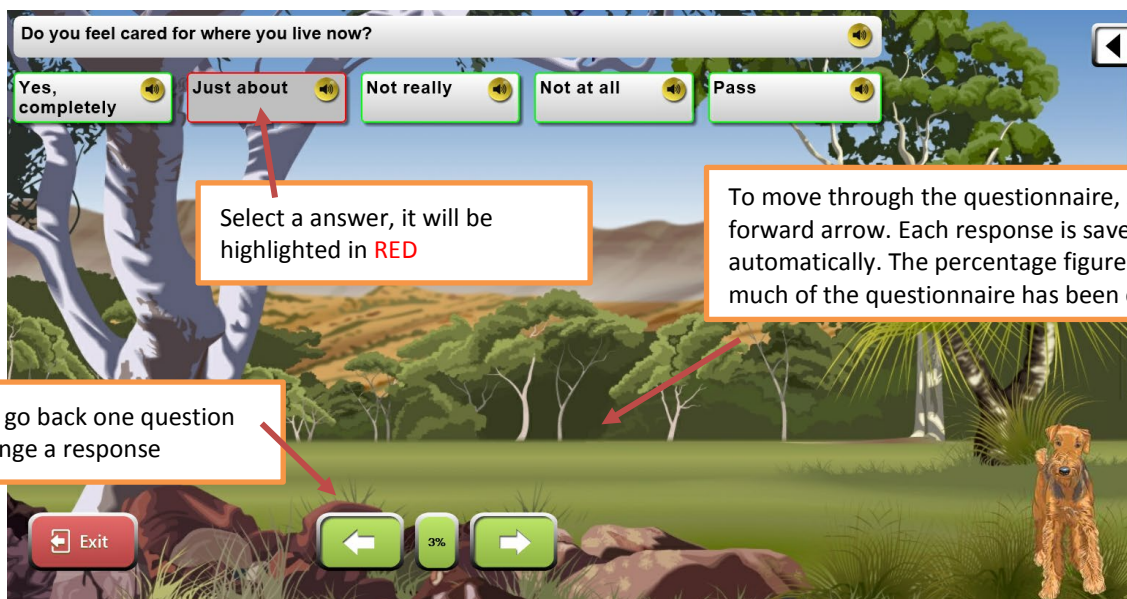 Do you feel cared for where you live now?
Yes,
completely
Just about
Not really
Not at all
Pass
Select a answer, it will be
highlighted in RED
To move through the questionnaire,
forward arrow. Each response is save
automatically. The percentage figure
much of the questionnaire has been
go back one question
nge a response
Exit
3%